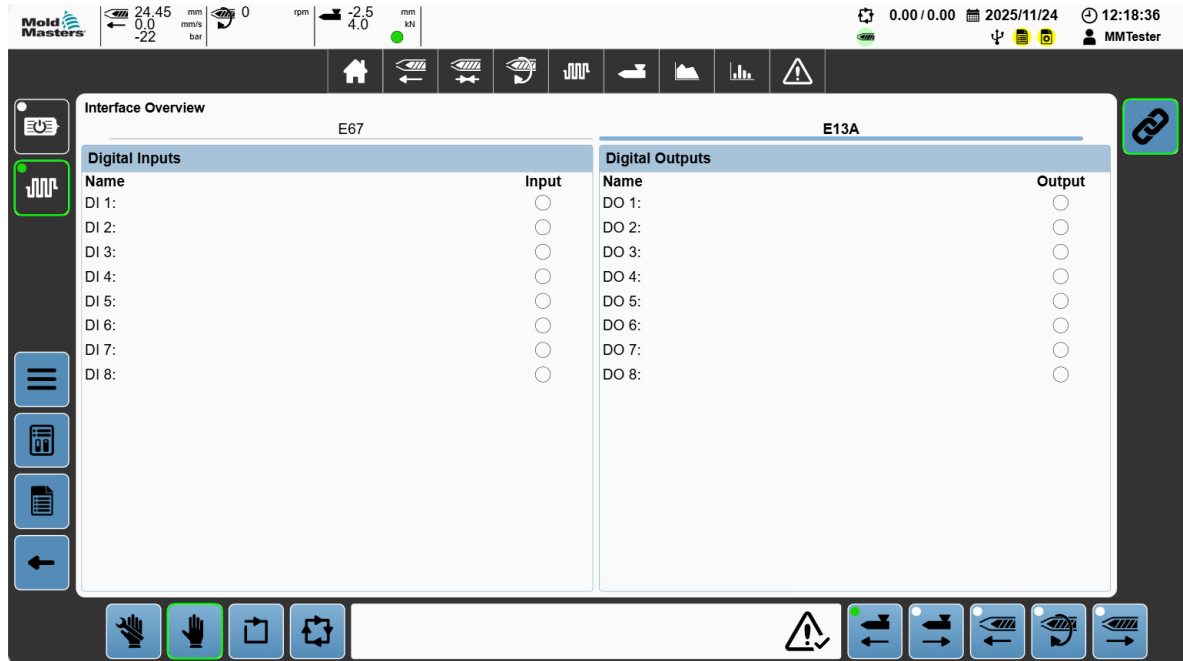 Mold
Masters
24.45 mm
0.0 mm/s
-22 bar
0 rpm
-2.5 mm
4.0 kN
0.00 / 0.00
2025/11/24
12:18:36
MMTester
Interface Overview
E67
E13A
Digital Inputs
Name Input
DI 1:
DI 2:
DI 3:
DI 4:
DI 5:
DI 6:
DI 7:
DI 8:
Digital Outputs
Name Output
DO 1:
DO 2:
DO 3:
DO 4:
DO 5:
DO 6:
DO 7:
DO 8: